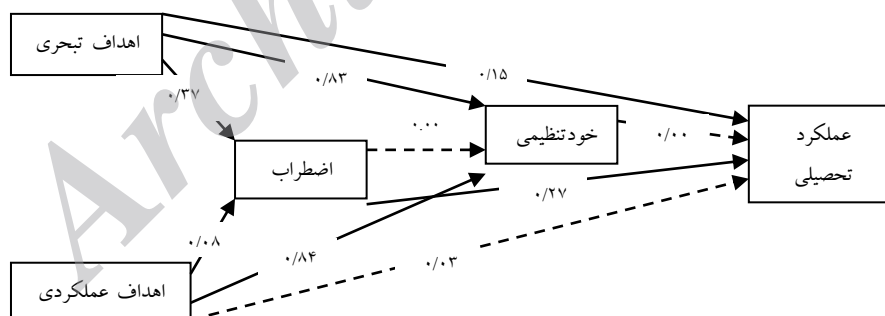 اهداف تبحری
۰/۱۵
۰/۸۳
۰/۳۷
خودتنظیمی
۰.۰۰
۰/۰۰
عملکرد
تحصیلی
اضطراب
۰/۲۷
۰/۰۸
۰/۸۴
۰/۰۳
اهداف عملکردی
Arch